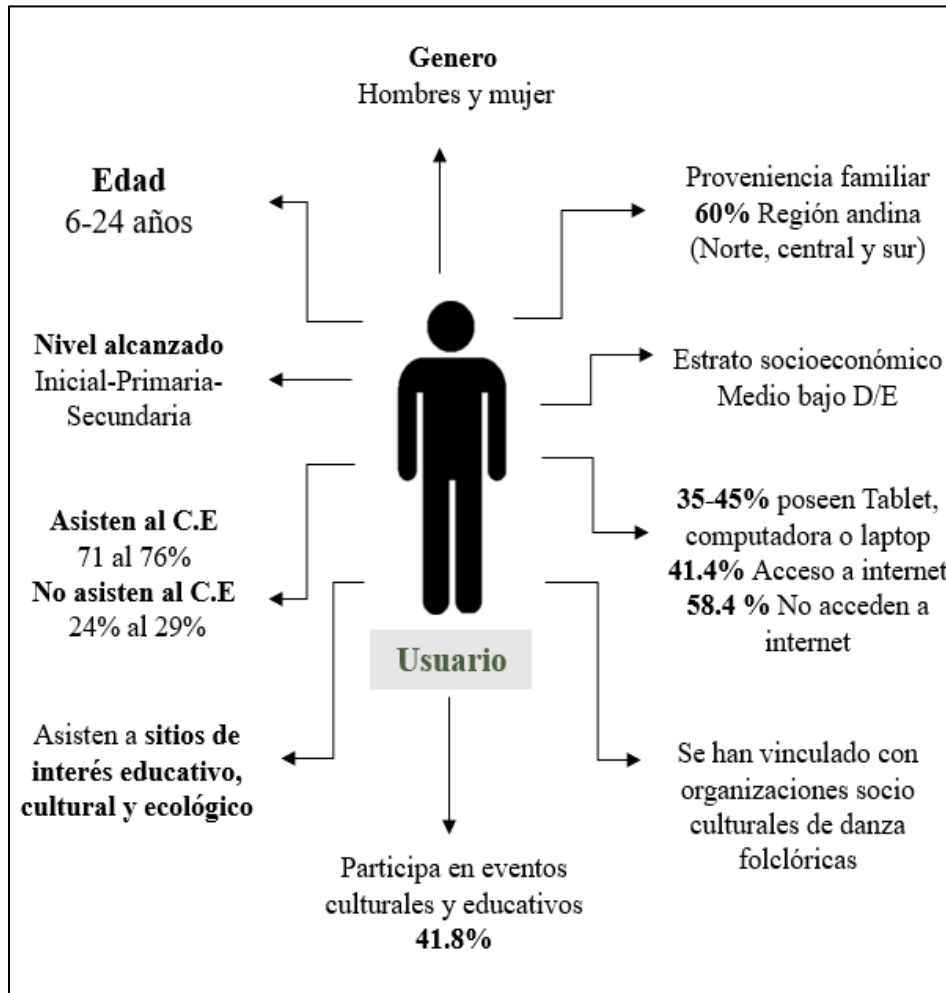 Genero
Hombres y mujer
Edad
6-24 años
Proveniencia familiar
60% Región andina
(Norte, central y sur)
Nivel alcanzado
Inicial-Primaria-
Secundaria
Estrato socioeconómico
Medio bajo D/E
Asisten al C.E
71 al 76%
No asisten al C.E
24% al 29%
35-45% poseen Tablet,
computadora o laptop
41.4% Acceso a internet
58.4 % No acceden a
internet
Usuario
Asisten a sitios de
interés educativo,
cultural y ecológico
Se han vinculado con
organizaciones socio
culturales de danza
folclóricas
Participa en eventos
culturales y educativos
41.8%